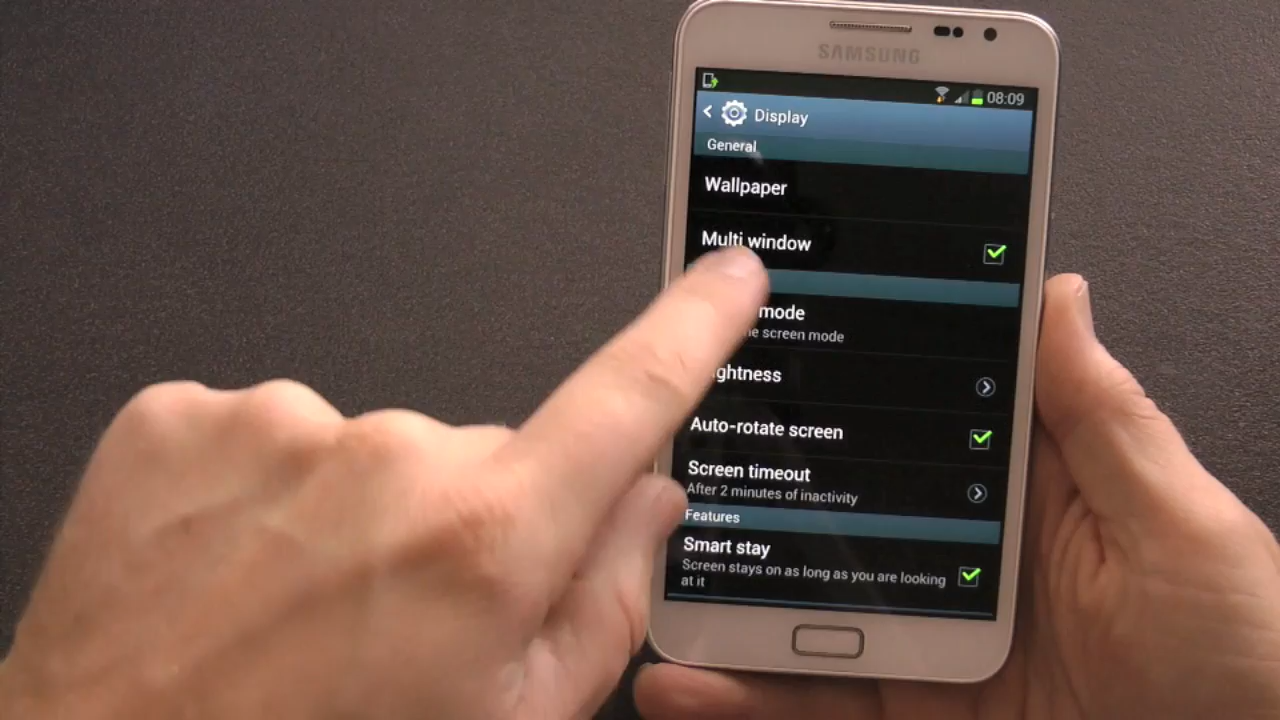 SAMSUNG
08:09
Display
General
Wallpaper
Multi window
mode
screen mode
Auto-rotate screen
Screen timeout
After 2 minutes of inactivity
Features
Smart stay
Screen stays on as long as you are looking
at it